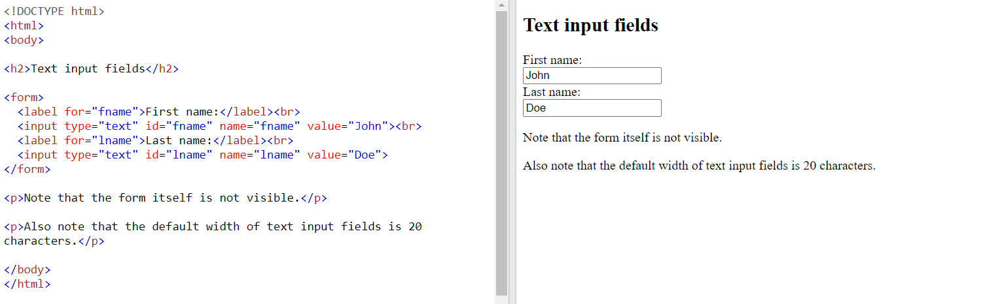 <!DOCTYPE html>
<html>
<body>
<h2>Text input fields</h2>
<form>
  <label for="fname">First name:</label><br>
  <input type="text" id="fname" name="fname" value="John"><br>
  <label for="lname">Last name:</label><br>
  <input type="text" id="lname" name="lname" value="Doe">
</form>
<p>Note that the form itself is not visible.</p>
<p>Also note that the default width of text input fields is 20
characters.</p>
</body>
</html>
Text input fields
First name:
John
Last name:
Doe
Note that the form itself is not visible.
Also note that the default width of text input fields is 20 characters.